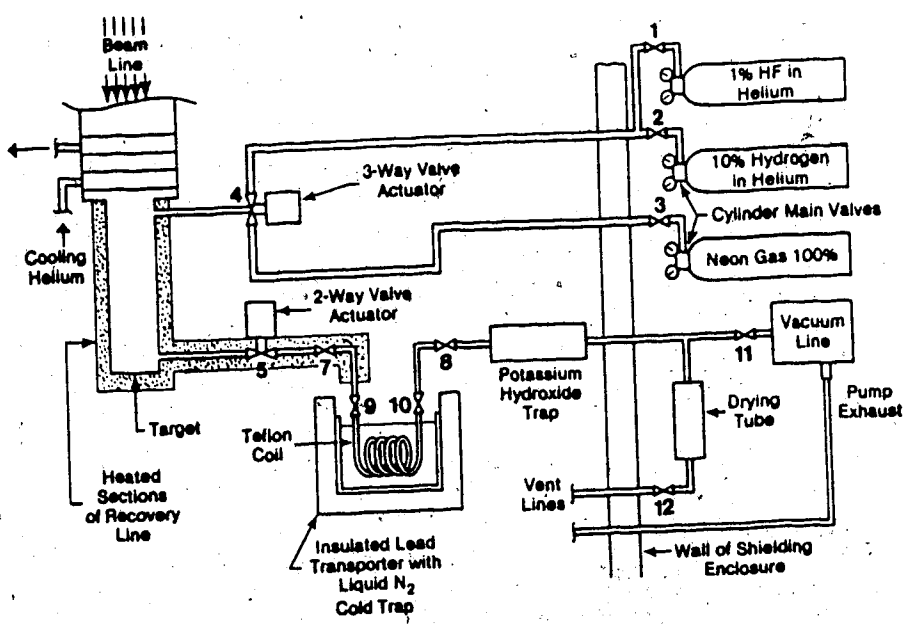 Beam
Line
1
1% HF in
Helium
2
10% Hydrogen
in Helium
3-Way Valve
Actuator
4
3
Cylinder Main Valves
Cooling
Helium
Neon Gas 100%
2-Way Valve
Actuator
5
7
8
Potassium
Hydroxide
Trap
11
Vacuum
Line
Pump
Exhaust
9
10
Drying
Tube
Target
Teflon
Coil
Heated
Sections
of Recovery
Line
Vent
Lines
12
Insulated Lead
Transporter with
Liquid N2
Cold Trap
Wall of Shielding
Enclosure